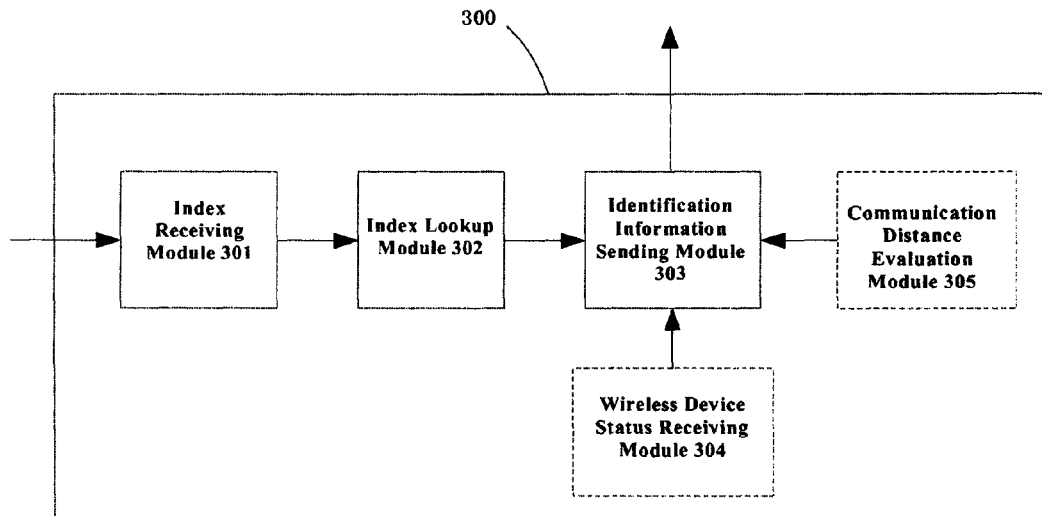 300
Index
Receiving
Module 301
Index Lookup
Module 302
Identification
Information
Sending Module
303
Communication
Distance
Evaluation
Module 305
Wireless Device
Status Receiving
Module 304